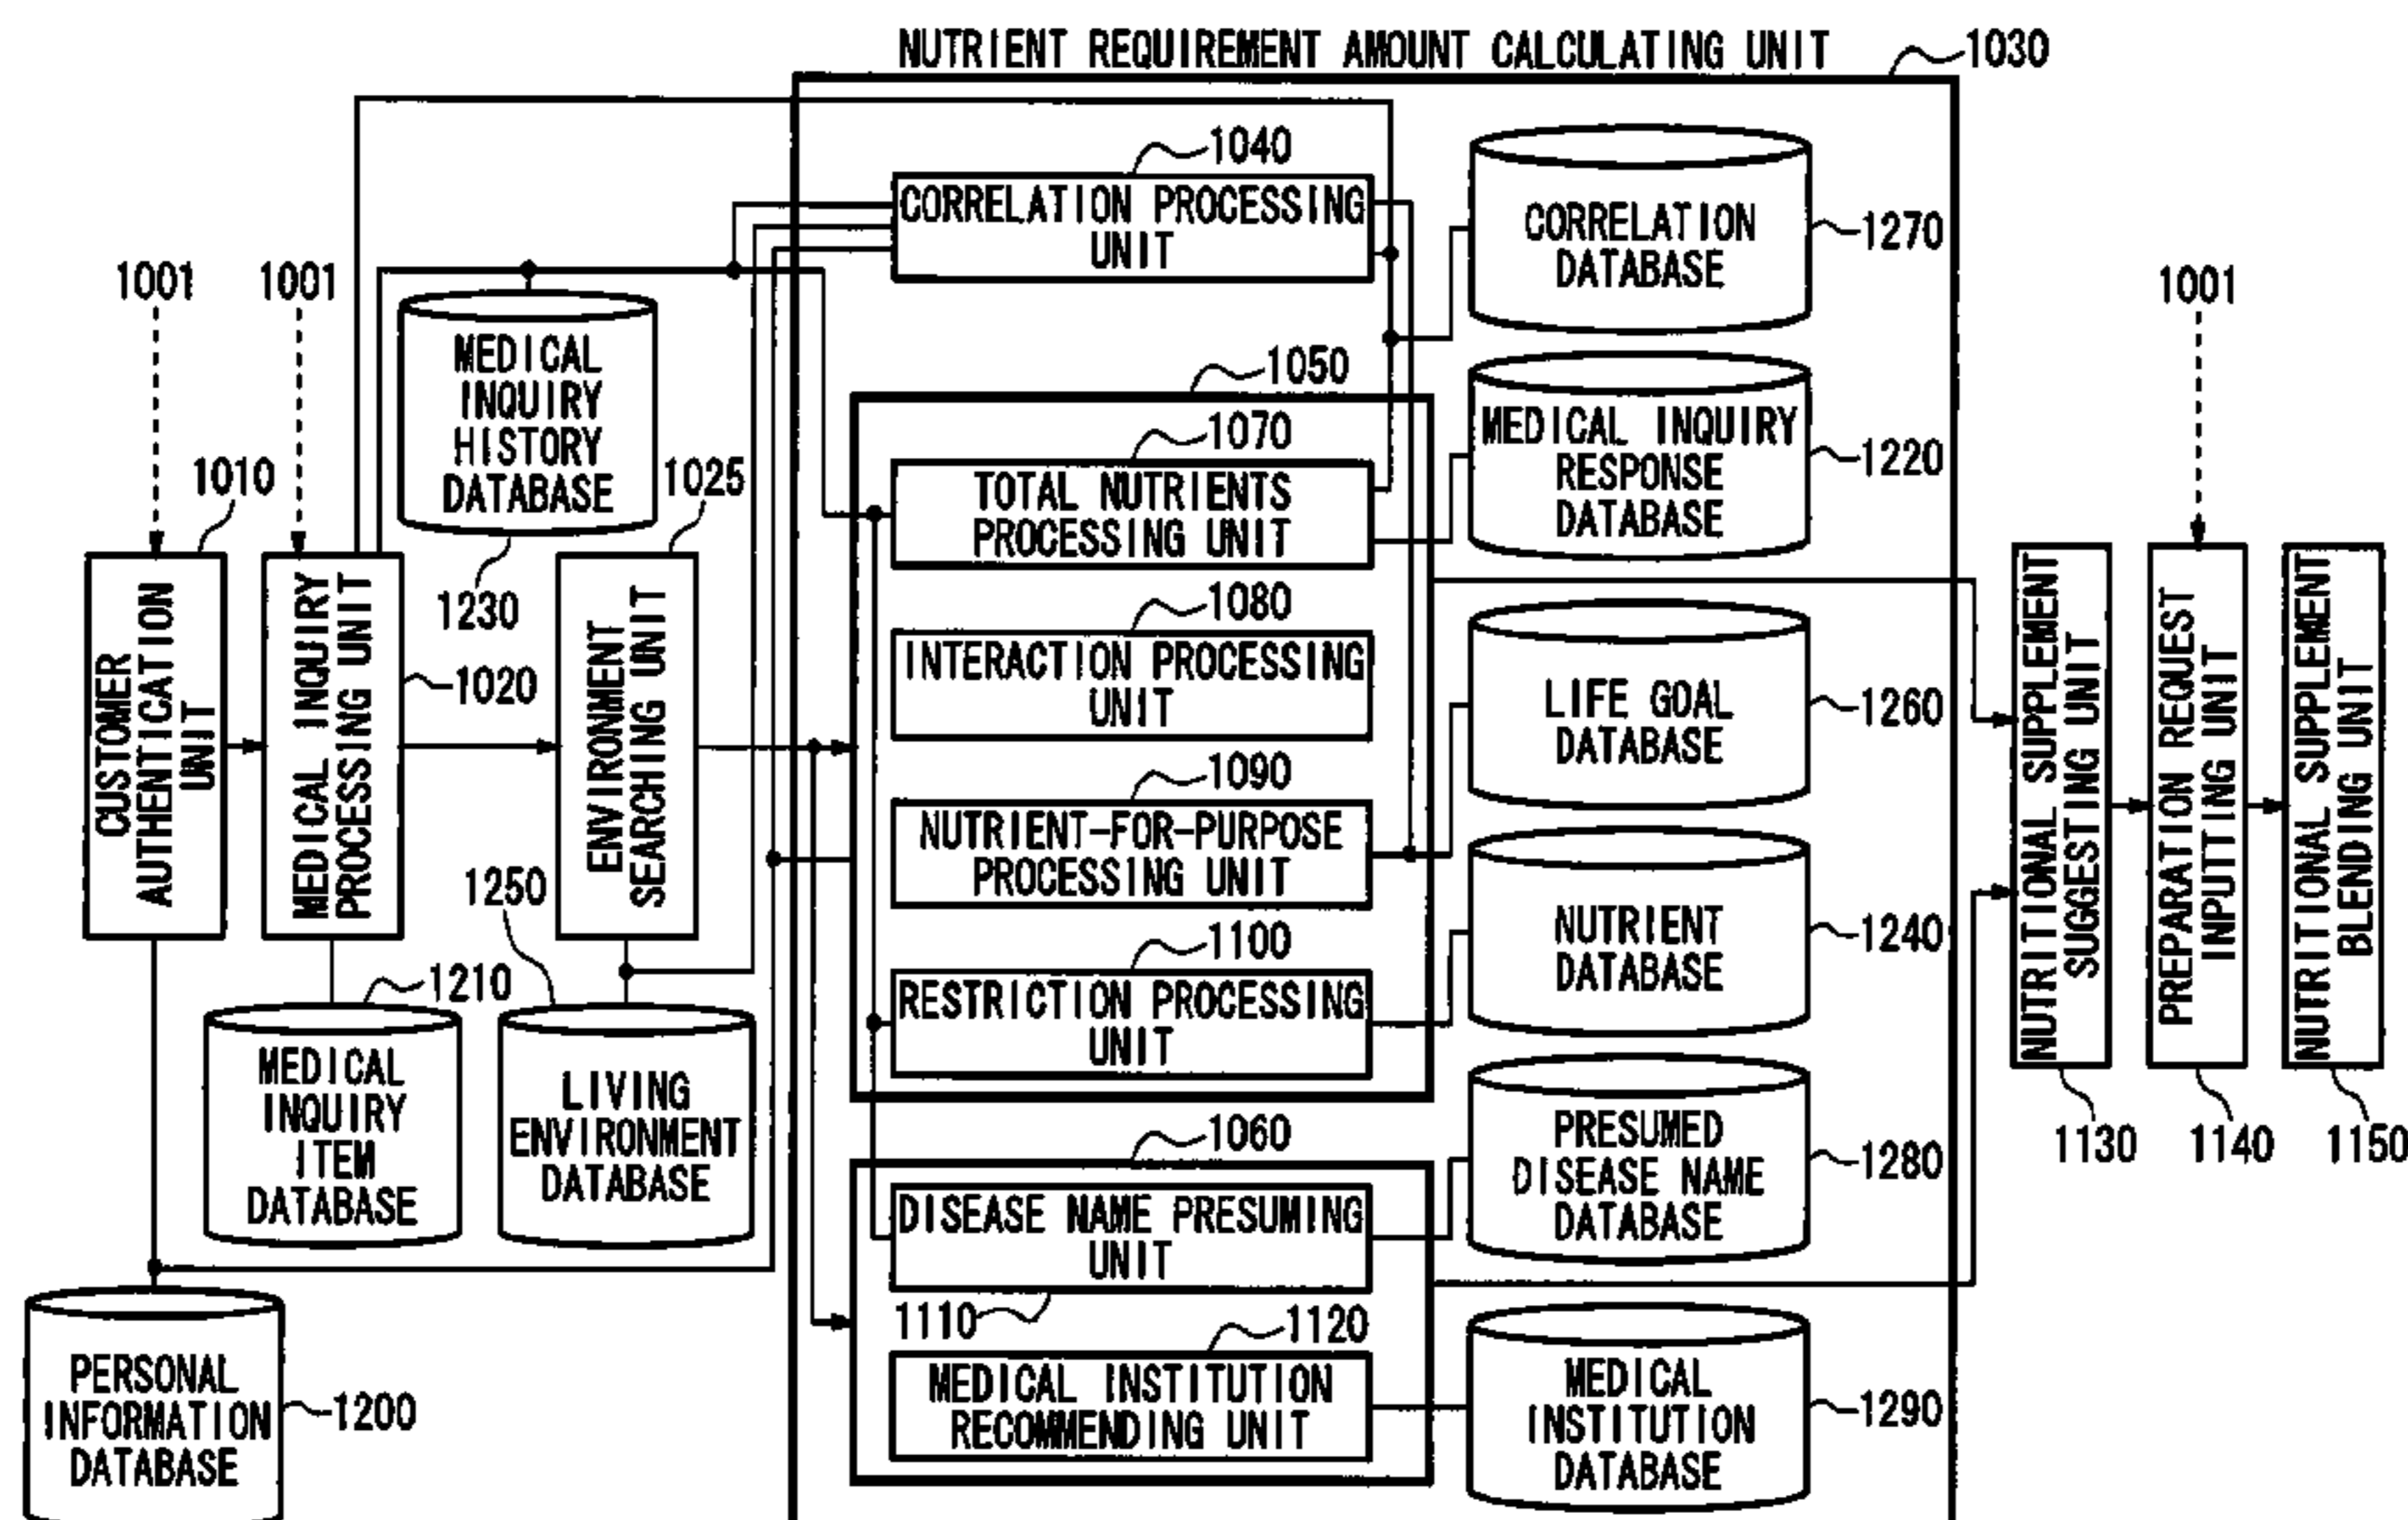 NUTRIENT REQUIREMENT AMOUNT CALCULATING UNIT
1030
1040
CORRELATION PROCESSING
UNIT
CORRELATION
DATABASE
1270
1001
1001
1001
MEDICAL
INQUIRY
HISTORY
DATABASE
1230
1050
1070
TOTAL NUTRIENTS
PROCESSING UNIT
MEDICAL INQUIRY
RESPONSE
DATABASE
1220
1010
CUSTOMER
AUTHENTICATION
UNIT
MEDICAL INQUIRY
PROCESSING UNIT
1020
1025
ENVIRONMENT
SEARCHING UNIT
1080
INTERACTION PROCESSING
UNIT
LIFE GOAL
DATABASE
1260
1090
NUTRIENT-FOR-PURPOSE
PROCESSING UNIT
NUTRIENT
DATABASE
1240
1100
RESTRICTION PROCESSING
UNIT
NUTRITIONAL SUPPLEMENT
SUGGESTING UNIT
1130
PREPARATION REQUEST
INPUTTING UNIT
1140
NUTRITIONAL SUPPLEMENT
BLENDING UNIT
1150
1210
MEDICAL
INQUIRY
ITEM
DATABASE
1250
LIVING
ENVIRONMENT
DATABASE
1060
DISEASE NAME PRESUMING
UNIT
1110
PRESUMED
DISEASE NAME
DATABASE
1280
1120
MEDICAL INSTITUTION
RECOMMENDING UNIT
MEDICAL
INSTITUTION
DATABASE
1290
PERSONAL
INFORMATION
DATABASE
1200